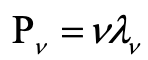 P_ν = νλ_ν